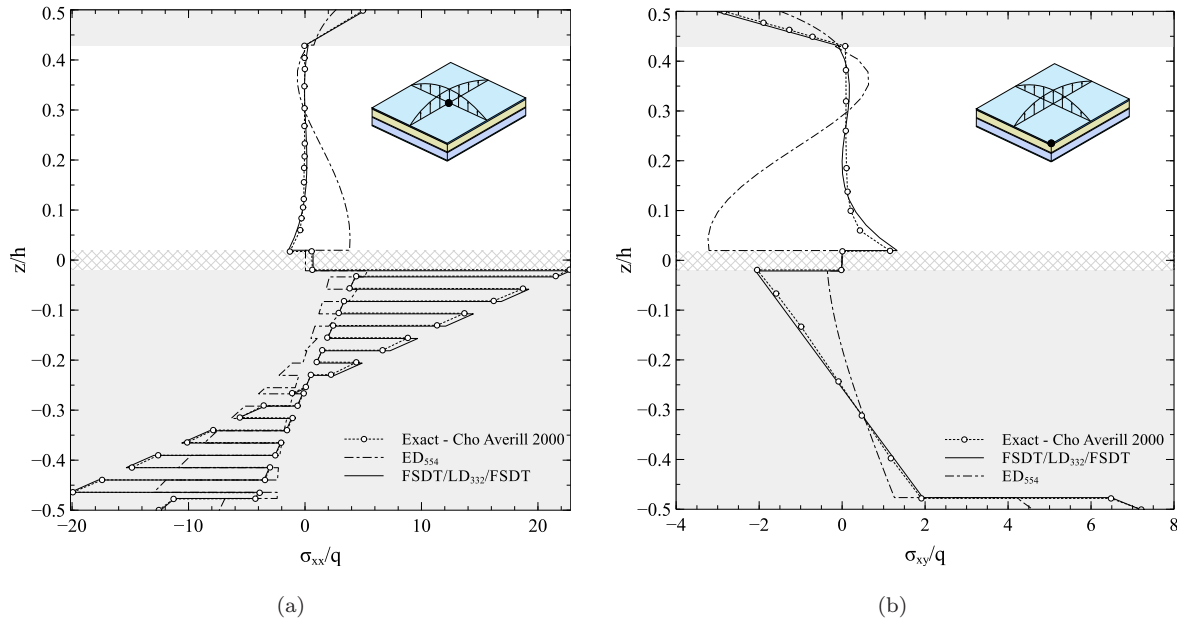 0.5
0.4
0.3
0.2
0.1
0
−0.1
−0.2
−0.3
−0.4
−0.5
z/h
−20
−10
0
10
20
σxx/q
Exact - Cho Averill 2000
ED554
FSDT/LD332/FSDT
(a)
0.5
0.4
0.3
0.2
0.1
0
−0.1
−0.2
−0.3
−0.4
−0.5
z/h
−4
−2
0
2
4
6
8
σxy/q
Exact - Cho Averill 2000
FSDT/LD332/FSDT
ED554
(b)